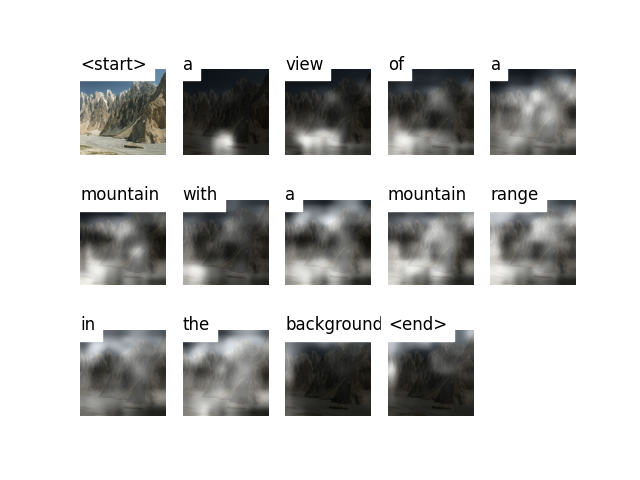 <start> a view of a
mountain with a mountain range
in the background <end>